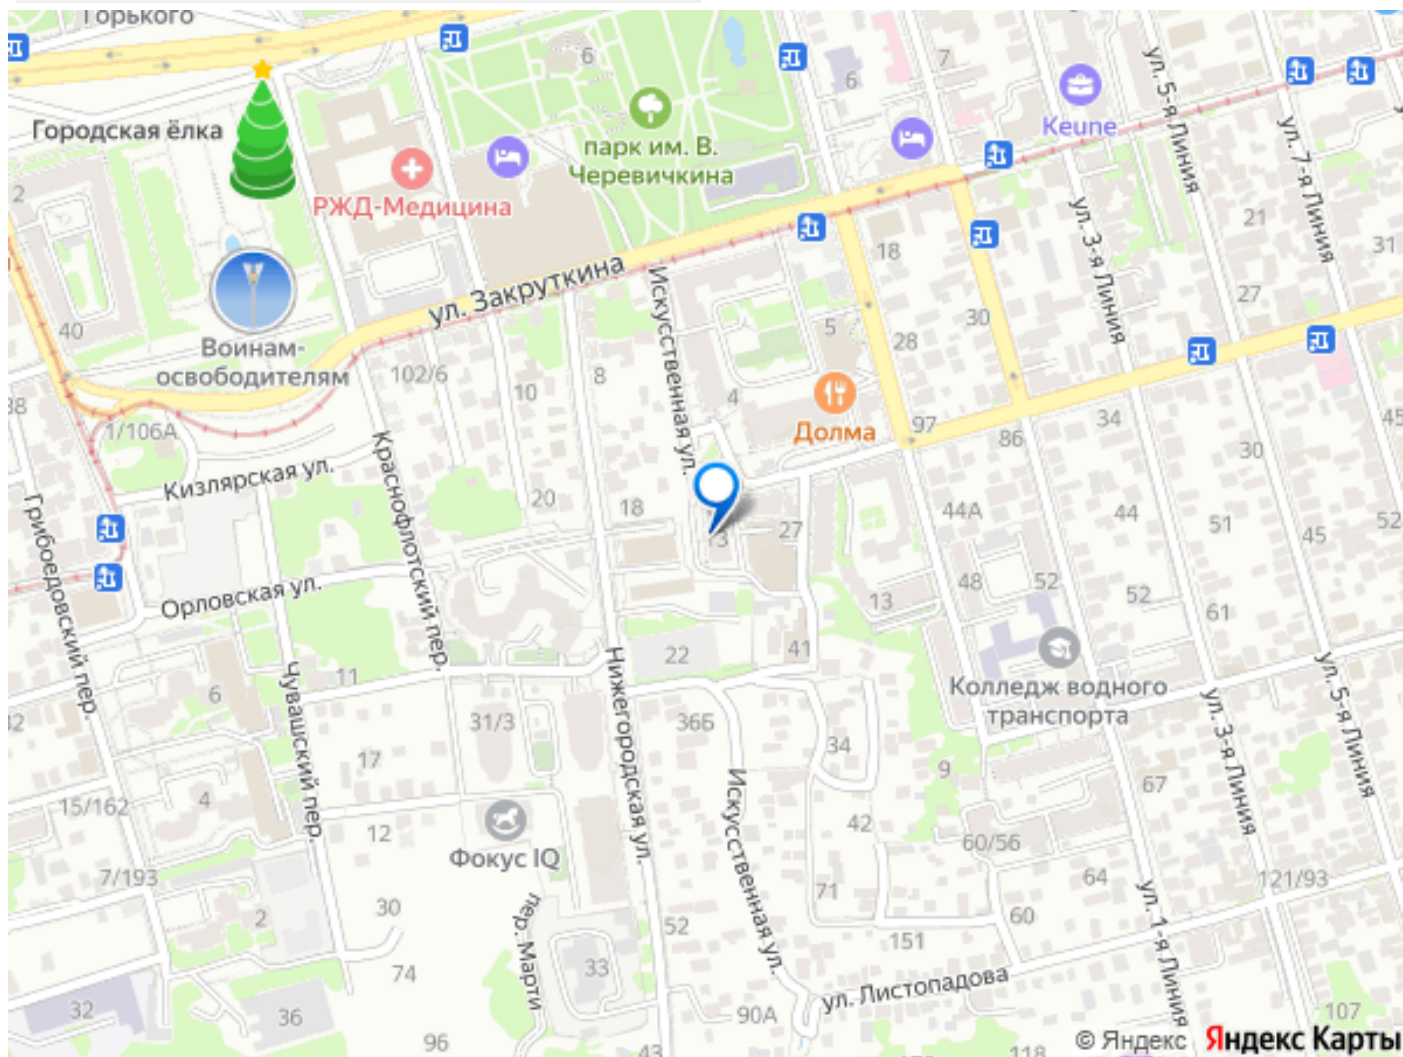 Горького
6
7
6
Keune
ул. 5-я Линия
ул. 7-я Линия
Городская ёлка
парк им. В.
Черевичкина
2
РЖД-Медицина
ул. 3-я Линия
21
18
31
ул. Закруткина
Искусственная ул.
27
40
5
30
28
Воинам-
освободителям
102/6
10
8
4
Долма
97
86
34
45
38
1/106А
Кизлярская ул.
Краснофлотский пер.
30
20
18
13
27
44А
44
51
45
52
Грибоедовский пер.
Орловская ул.
13
48
52
52
61
22
41
Чувашский пер.
11
6
Нижегородская ул.
Колледж водного
транспорта
ул. 5-я Линия
ул. 3-я Линия
31/3
36Б
34
17
9
67
Искусственная ул.
15/162
4
12
42
Фокус IQ
60/56
7/193
71
64
121/93
ул. 1-я Линия
2
30
52
60
151
пер. Марти
74
33
ул. Листопадова
32
36
90А
107
96
43
118
© Яндекс
Яндекс Карты